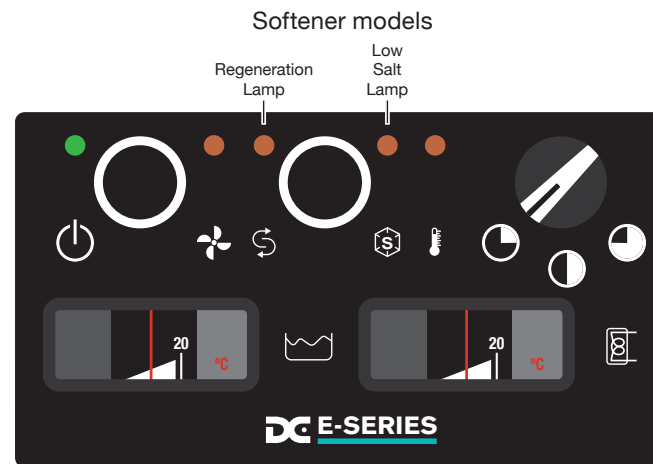 Softener models
Regeneration
Lamp
Low
Salt
Lamp
S
20
°C
20
°C
DC E-SERIES